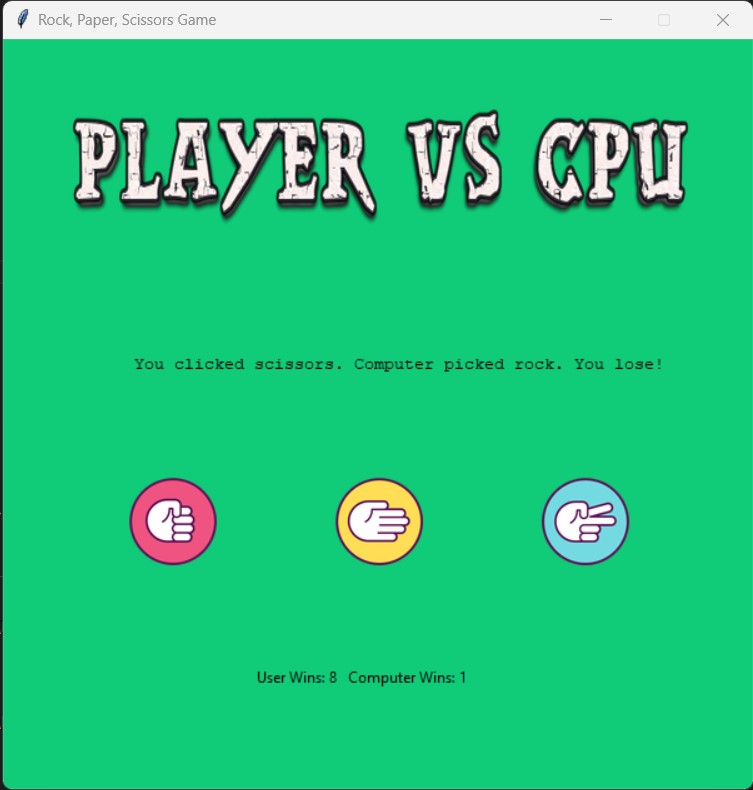 Rock, Paper, Scissors Game
PLAYER VS CPU
You clicked scissors. Computer picked rock. You lose!
User Wins: 8 Computer Wins: 1